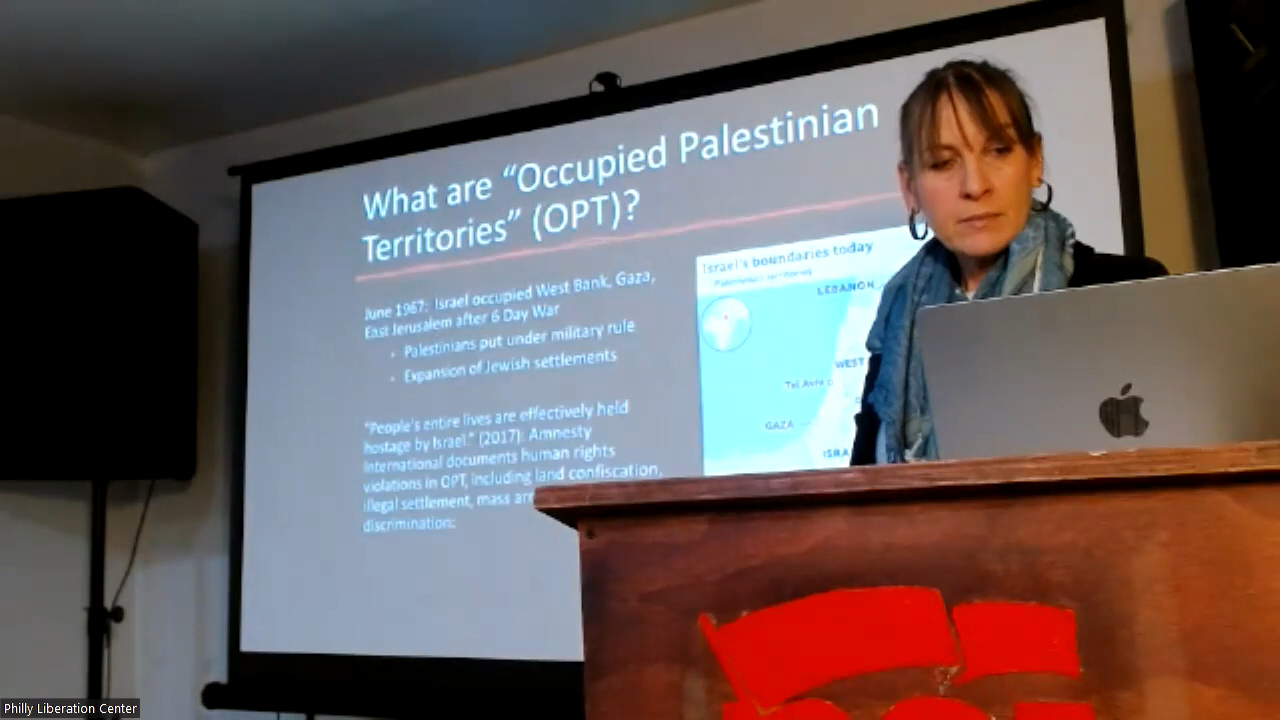 What are "Occupied Palestinian
Territories" (OPT)?
June 1967: Israel occupied West Bank, Gaza,
East Jerusalem after 6 Day War
• Palestinians put under military rule
• Expansion of Jewish settlements
"People's entire lives are effectively held
hostage by Israel." (2017): Amnesty
International documents human rights
violations in OPT, including land confiscation,
illegal settlement, mass
discrimination:
Israel's boundaries today
Palestinian territories
LEBANON
WEST
Tel Aviv
GAZA
ISRA
Philly Liberation Center